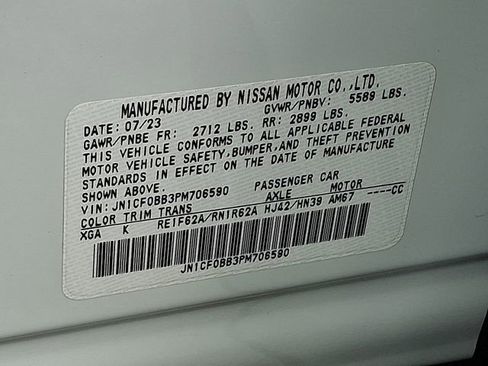 MANUFACTURED BY NISSAN MOTOR CO.,LTD.
DATE: 07/23 GVWR/PNBV: 5589 LBS.
GAWR/PNBE FR: 2712 LBS. RR: 2899 LBS.
THIS VEHICLE CONFORMS TO ALL APPLICABLE FEDERAL
MOTOR VEHICLE SAFETY,BUMPER,AND THEFT PREVENTION
STANDARDS IN EFFECT ON THE DATE OF MANUFACTURE
SHOWN ABOVE.
VIN: JN1CF0BB3PM706590 PASSENGER CAR
COLOR TRIM TRANS AXLE MOTOR
XGA K RE1F62A/RN1R62A HJ42/HN39 AM67 ----CC
JN1CF0BB3PM706590